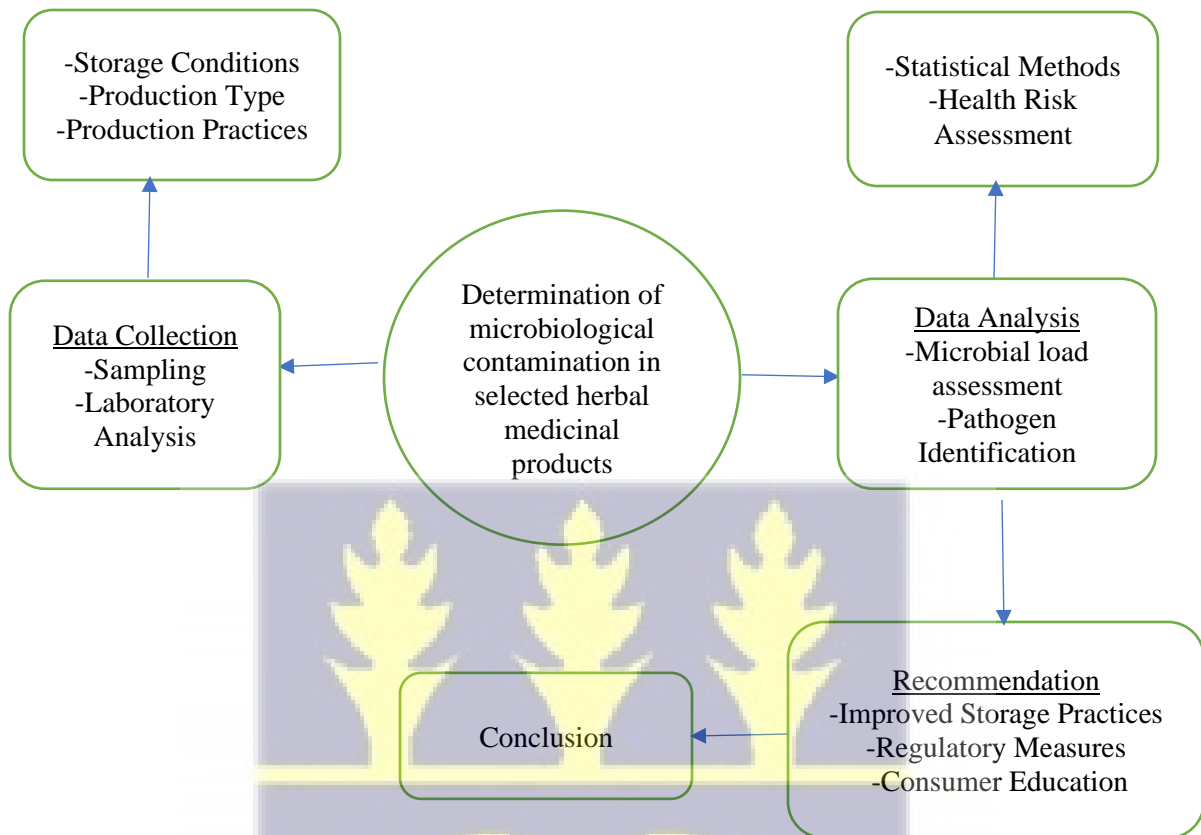 -Storage Conditions
-Production Type
-Production Practices
-Statistical Methods
-Health Risk
Assessment
Data Collection
-Sampling
-Laboratory
Analysis
Determination of
microbiological
contamination in
selected herbal
medicinal
products
Data Analysis
-Microbial load
assessment
-Pathogen
Identification
Recommendation
-Improved Storage Practices
-Regulatory Measures
-Consumer Education
Conclusion